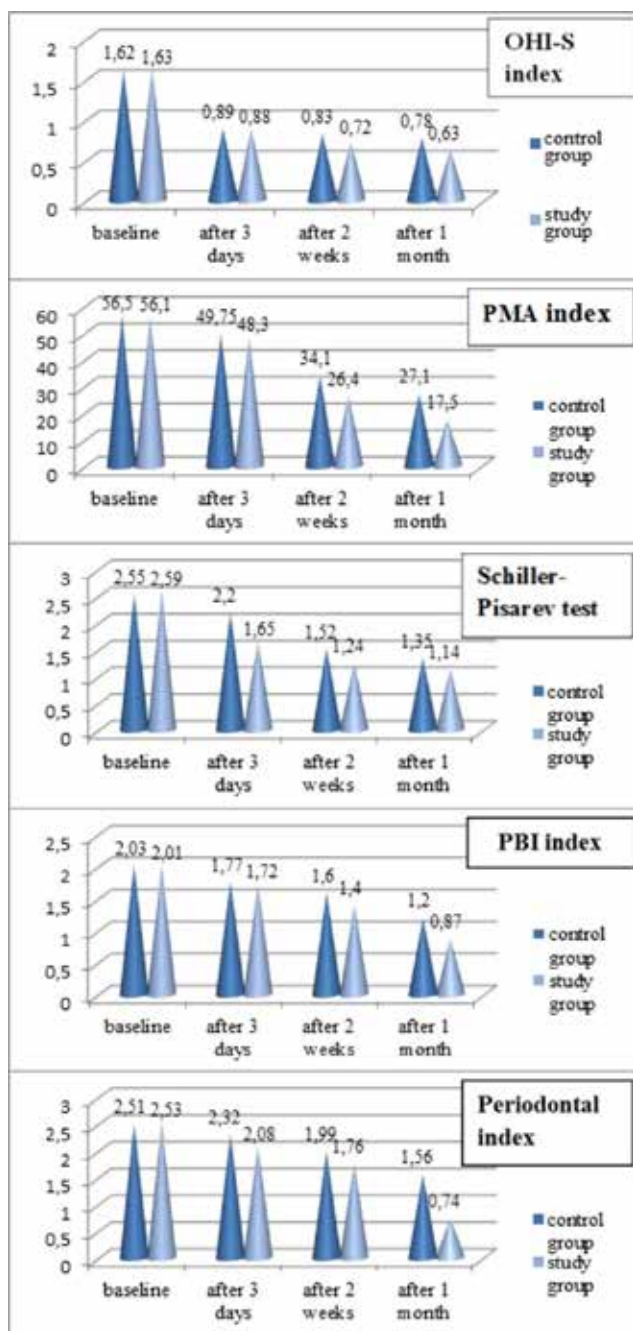 OHI-S
index
2
1,5
1
0,5
0
1,62 1,63
0,89 0,88
0,83 0,72
0,78 0,63
baseline
after 3
days
after 2
weeks
after 1
month
control
group
study
group
PMA index
60
50
40
30
20
10
0
56,5 56,1
49,75 48,3
34,1 26,4
27,1 17,5
baseline
after 3
days
after 2
weeks
after 1
month
control
group
study
group
Schiller-
Pisarev test
3
2,5
2
1,5
1
0,5
0
2,55 2,59
2,2 1,65
1,52 1,24
1,35 1,14
baseline
after 3
days
after 2
weeks
after 1
month
control
group
study
group
PBI index
2,5
2
1,5
1
0,5
0
2,03 2,01
1,77 1,72
1,6 1,4
1,2 0,87
baseline
after 3
days
after 2
weeks
after 1
month
control
group
study
group
Periodontal
index
3
2,5
2
1,5
1
0,5
0
2,51 2,53
2,32 2,08
1,99 1,76
1,56 0,74
baseline
after 3
days
after 2
weeks
after 1
month
control
group
study
group